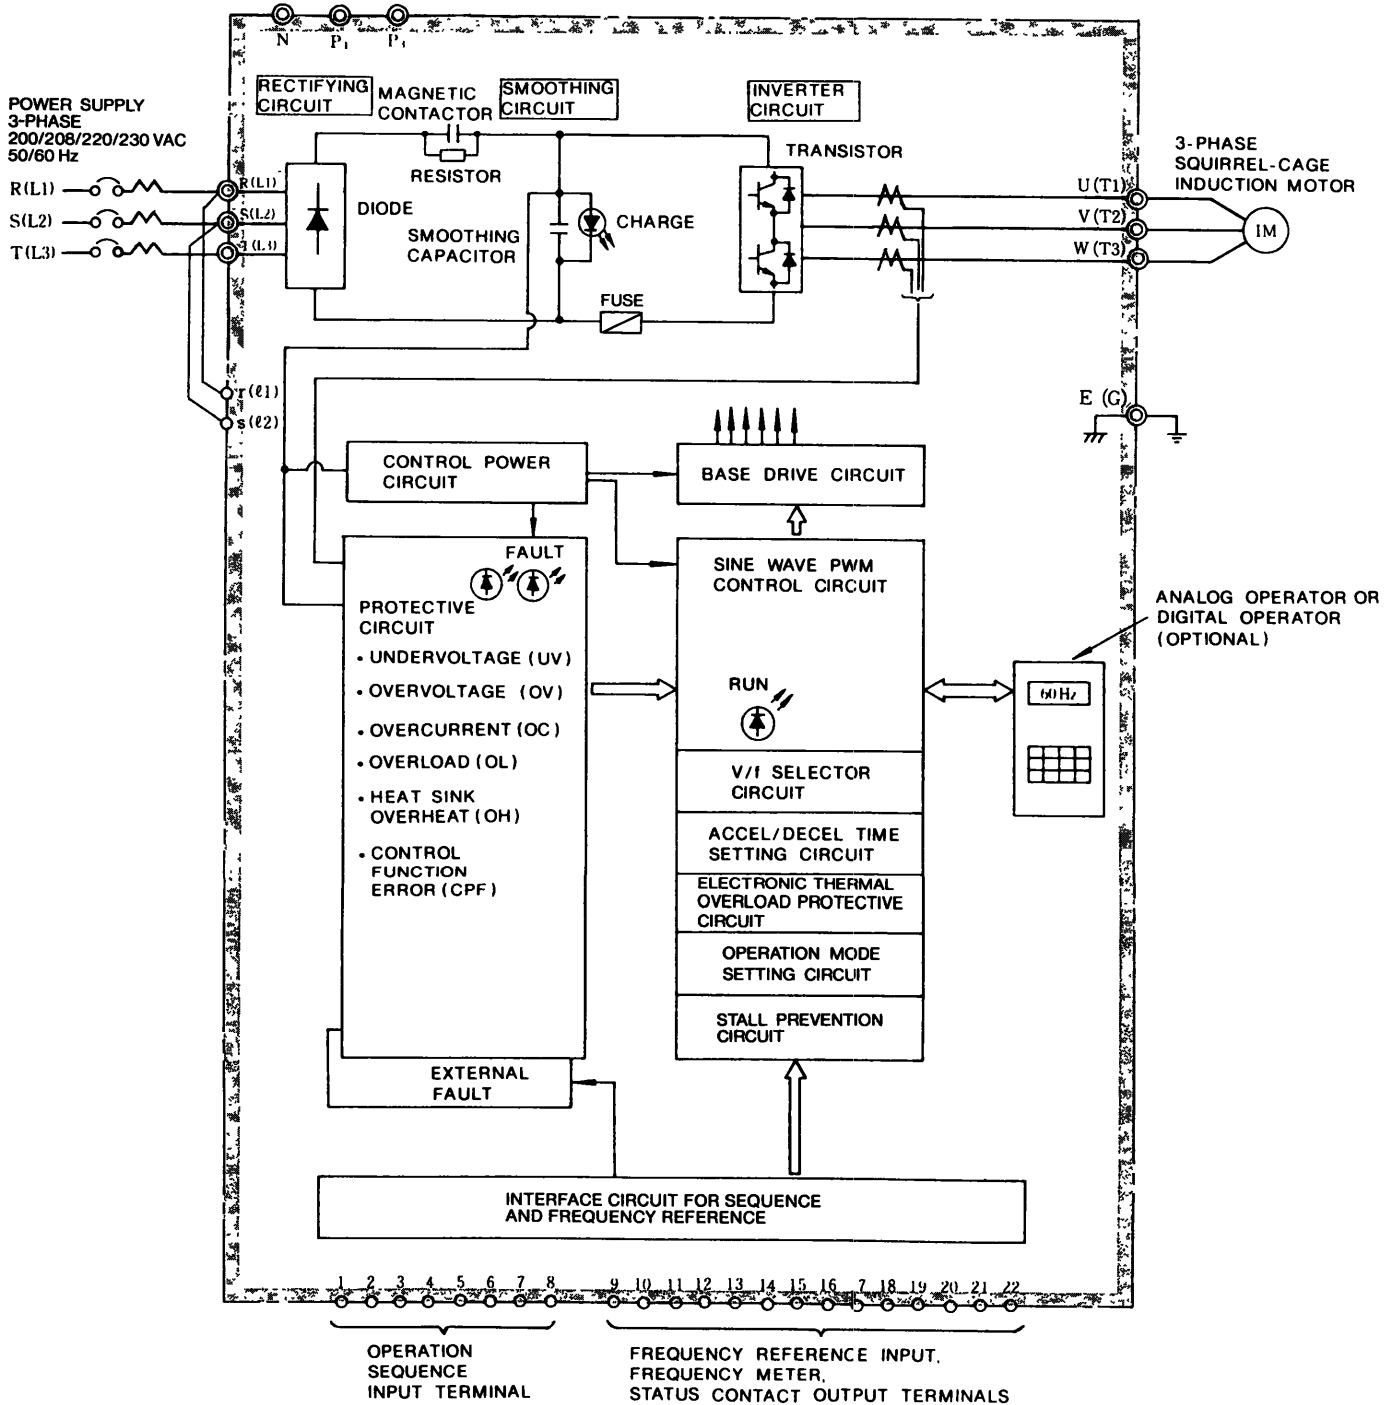 N P1 P1
RECTIFYING
CIRCUIT
MAGNETIC
CONTACTOR
SMOOTHING
CIRCUIT
INVERTER
CIRCUIT
POWER SUPPLY
3-PHASE
200/208/220/230 VAC
50/60 Hz
TRANSISTOR
3-PHASE
SQUIRREL-CAGE
INDUCTION MOTOR
RESISTOR
R(L1)
R(L1)
DIODE
S(L2)
S(L2)
T(L3)
T(L3)
SMOOTHING
CAPACITOR
CHARGE
FUSE
U(T1)
V(T2)
W(T3)
IM
r(ℓ1)
s(ℓ2)
E (G)
CONTROL POWER
CIRCUIT
BASE DRIVE CIRCUIT
FAULT
PROTECTIVE
CIRCUIT
• UNDERVOLTAGE (UV)
• OVERVOLTAGE (OV)
• OVERCURRENT (OC)
• OVERLOAD (OL)
• HEAT SINK
OVERHEAT (OH)
• CONTROL
FUNCTION
ERROR (CPF)
EXTERNAL
FAULT
SINE WAVE PWM
CONTROL CIRCUIT
RUN
V/f SELECTOR
CIRCUIT
ACCEL/DECEL TIME
SETTING CIRCUIT
ELECTRONIC THERMAL
OVERLOAD PROTECTIVE
CIRCUIT
OPERATION MODE
SETTING CIRCUIT
STALL PREVENTION
CIRCUIT
ANALOG OPERATOR OR
DIGITAL OPERATOR
(OPTIONAL)
60 Hz
INTERFACE CIRCUIT FOR SEQUENCE
AND FREQUENCY REFERENCE
1 2 3 4 5 6 7 8 9 10 11 12 13 14 15 16 7 18 19 20 21 22
OPERATION
SEQUENCE
INPUT TERMINAL
FREQUENCY REFERENCE INPUT,
FREQUENCY METER,
STATUS CONTACT OUTPUT TERMINALS